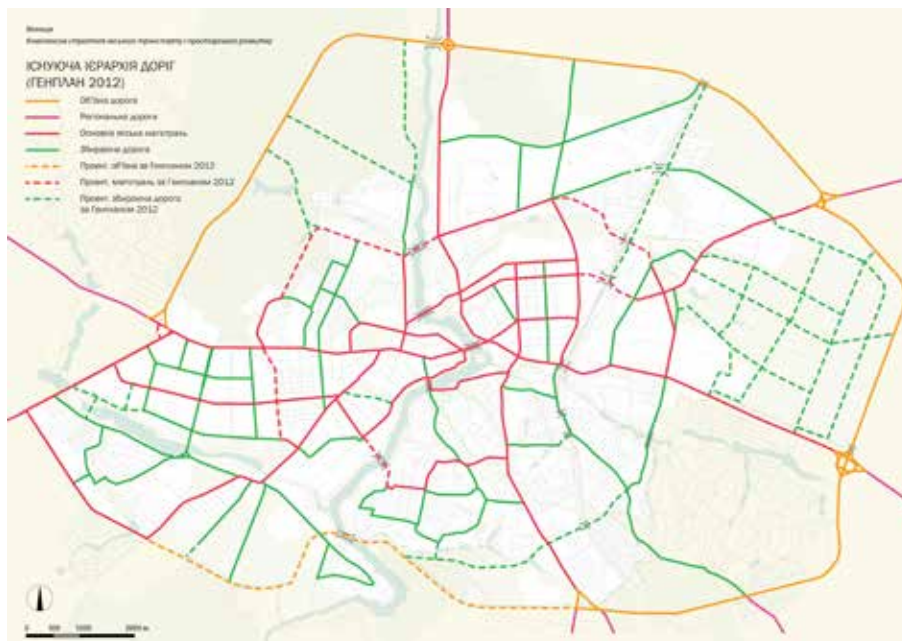 Вінниця
Комплексна стратегія міського транспорту і просторового розвитку
ІСНУЮЧА ІЄРАРХІЯ ДОРІГ
(ГЕНПЛАН 2012)
Об'їзна дорога
Регіональна дорога
Основна міська магістраль
Збираюча дорога
Проект. об'їзна за Генпланом 2012
Проект. магістраль за Генпланом 2012
Проект. збираюча дорога
за Генпланом 2012
0 500 1000 2000 м